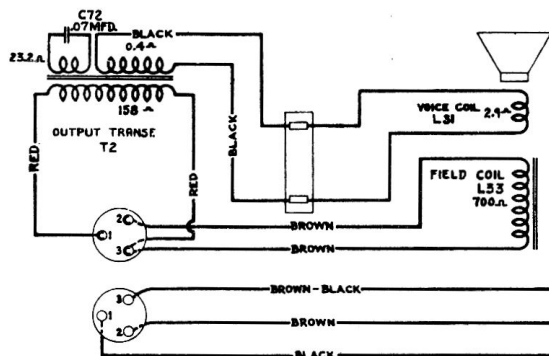 C72
.07MFD.
BLACK
0.4Ω
23.2Ω
158Ω
OUTPUT TRANSF
T2
RED
RED
BLACK
VOICE COIL
L31
2.9Ω
FIELD COIL
L33
700Ω
2
1
3
BROWN
BROWN
3
1
2
BROWN-BLACK
BROWN
BLACK